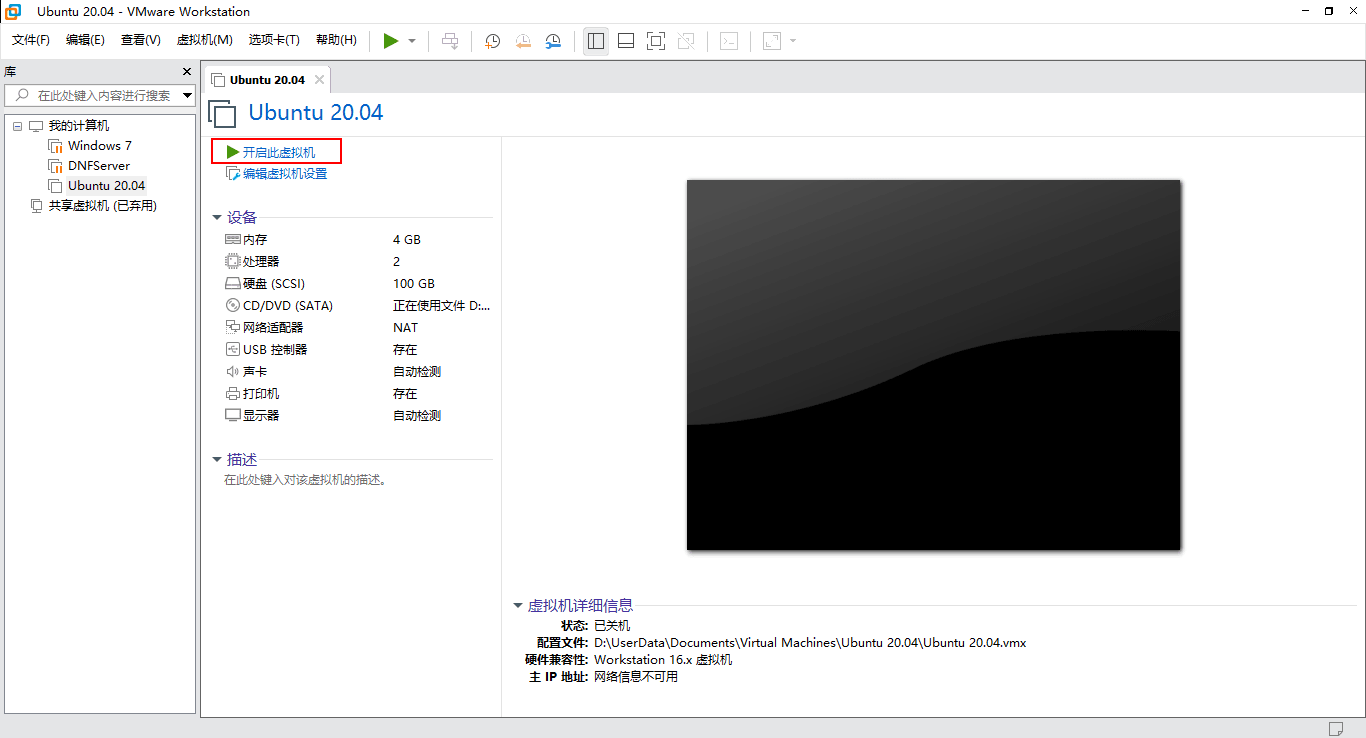 Ubuntu 20.04 - VMware Workstation
文件(F) 编辑(E) 查看(V) 虚拟机(M) 选项卡(T) 帮助(H)
库
在此处键入内容进行搜索
我的计算机
Windows 7
DNFServer
Ubuntu 20.04
共享虚拟机 (已弃用)
Ubuntu 20.04
Ubuntu 20.04
开启此虚拟机
编辑虚拟机设置
设备
内存 4 GB
处理器 2
硬盘 (SCSI) 100 GB
CD/DVD (SATA) 正在使用文件 D:...
网络适配器 NAT
USB 控制器 存在
声卡 自动检测
打印机 存在
显示器 自动检测
描述
在此处键入对该虚拟机的描述。
虚拟机详细信息
状态: 已关机
配置文件: D:\UserData\Documents\Virtual Machines\Ubuntu 20.04\Ubuntu 20.04.vmx
硬件兼容性: Workstation 16.x 虚拟机
主 IP 地址: 网络信息不可用